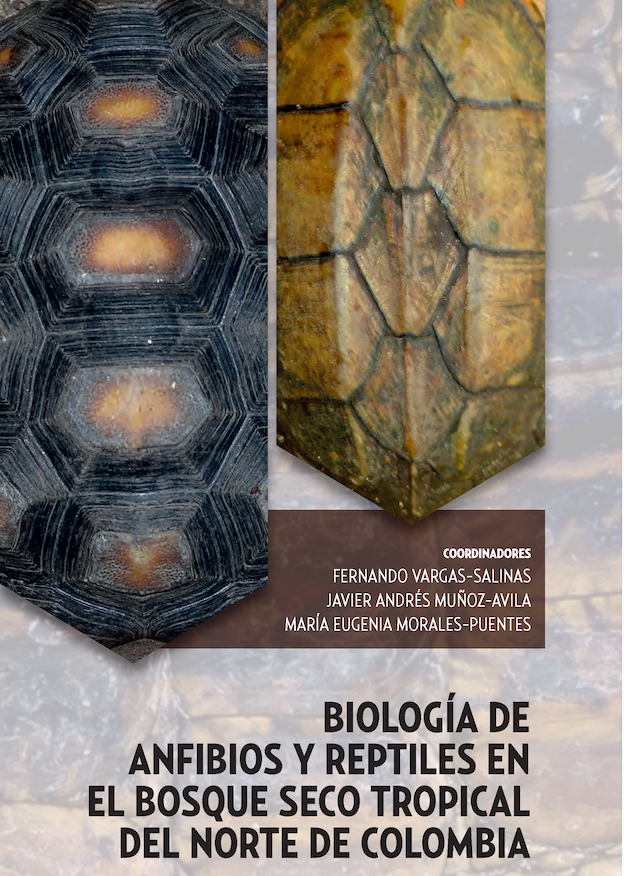 COORDINADORES
FERNANDO VARGAS-SALINAS
JAVIER ANDRÉS MUÑOZ-AVILA
MARÍA EUGENIA MORALES-PUENTES
BIOLOGÍA DE
ANFIBIOS Y REPTILES EN
EL BOSQUE SECO TROPICAL
DEL NORTE DE COLOMBIA